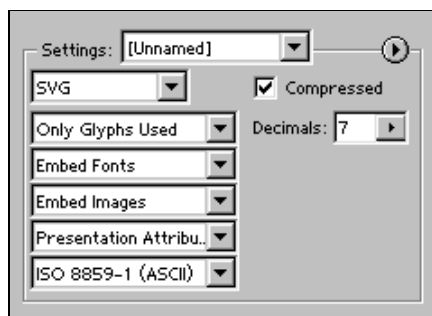 Settings: [Unnamed]
SVG Compressed
Only Glyphs Used Decimals: 7
Embed Fonts
Embed Images
Presentation Attribu..
ISO 8859-1 (ASCII)